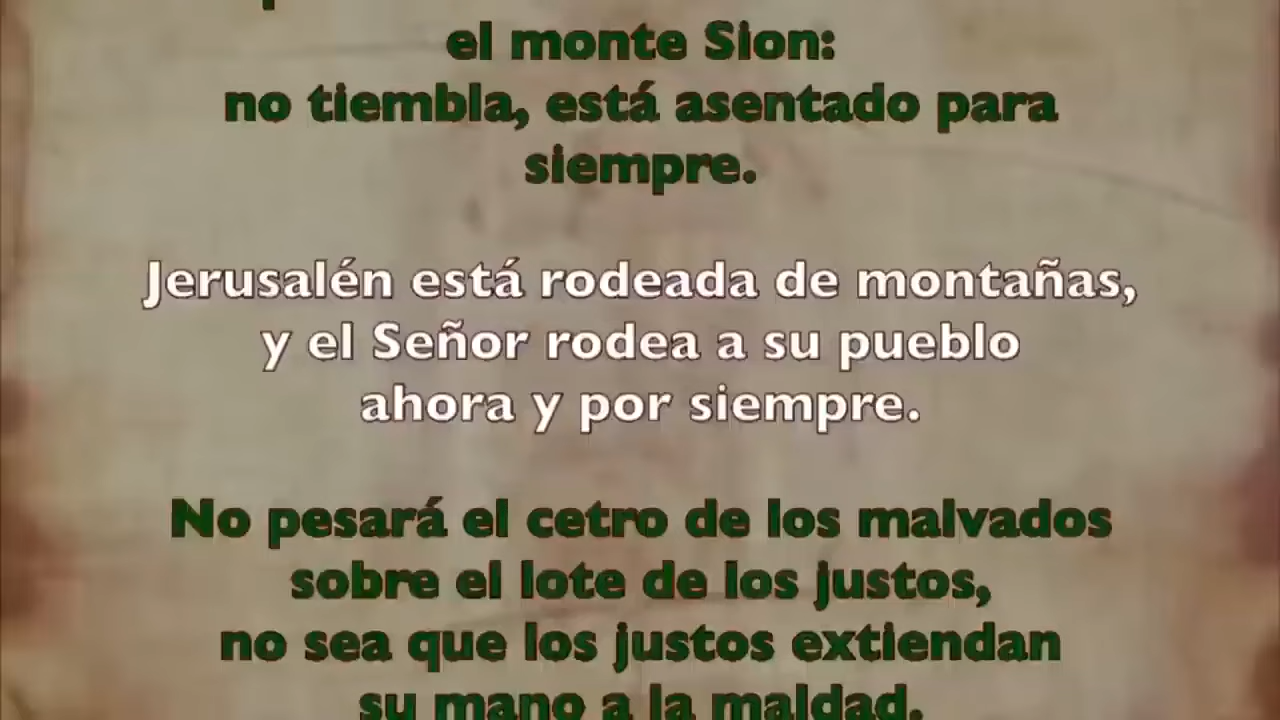 el monte Sion:
no tiembla, está asentado para
siempre.
Jerusalén está rodeada de montañas,
y el Señor rodea a su pueblo
ahora y por siempre.
No pesará el cetro de los malvados
sobre el lote de los justos,
no sea que los justos extiendan
su mano a la maldad.